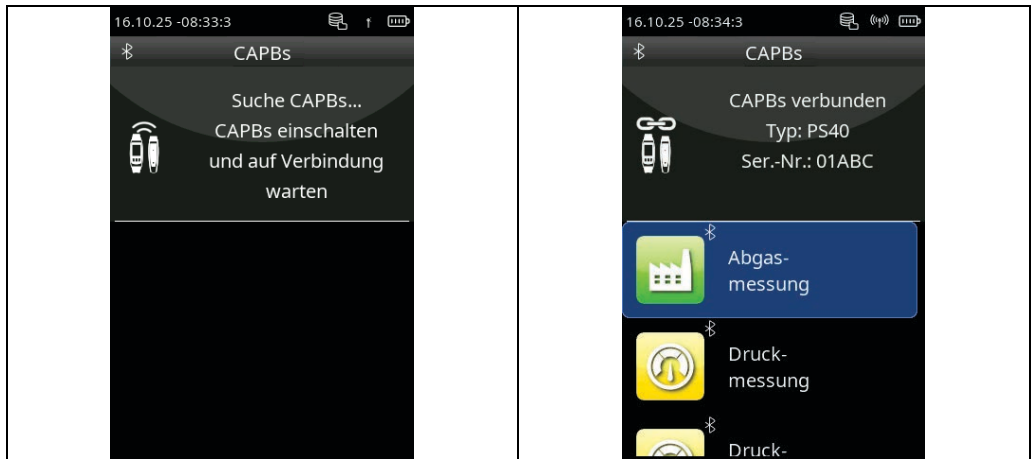 16.10.25 -08:33:3
CAPBs
Suche CAPBs...
CAPBs einschalten
und auf Verbindung
warten
16.10.25 -08:34:3
CAPBs
CAPBs verbunden
Typ: PS40
Ser.-Nr.: 01ABC
Abgas-
messung
Druck-
messung
Druck-